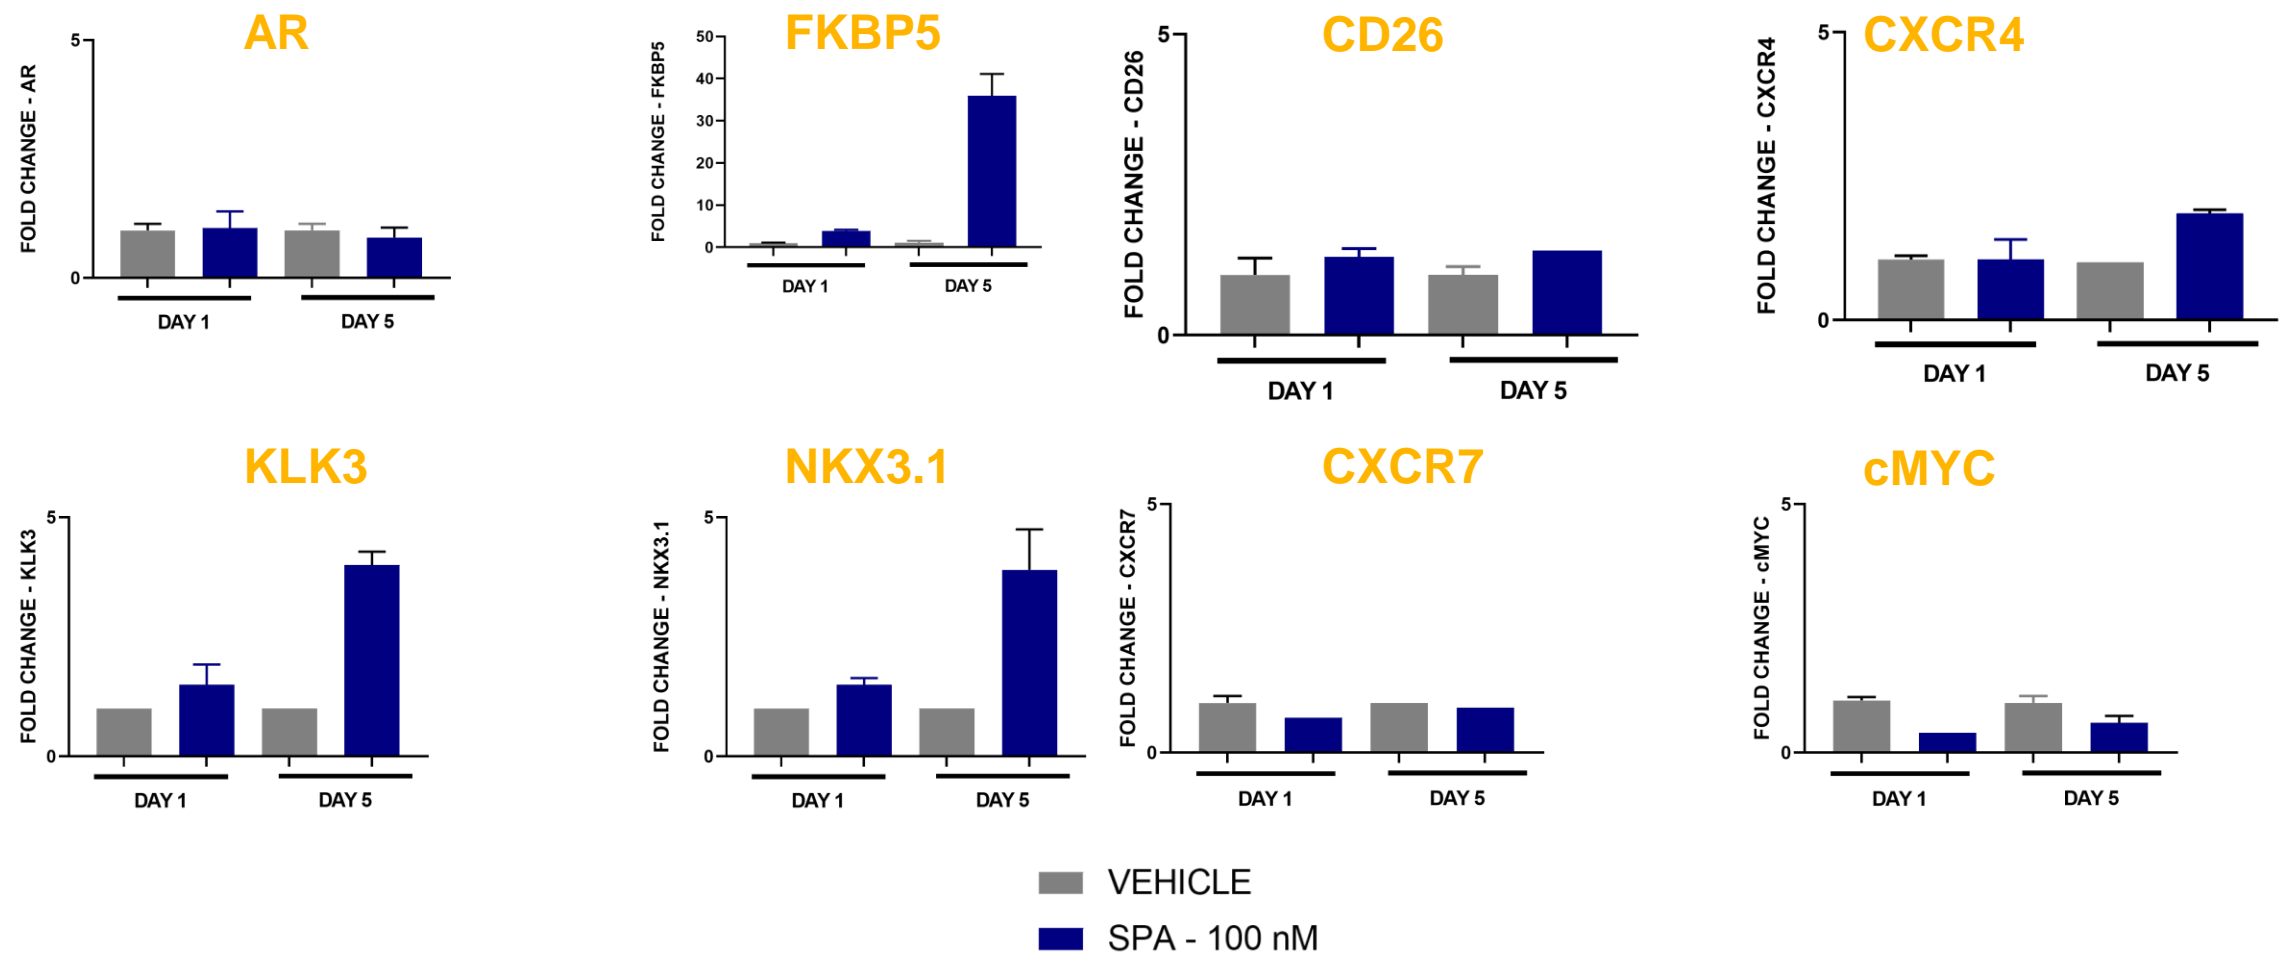 AR
5
0
FOLD CHANGE - AR
DAY 1
DAY 5
FKBP5
50
40
30
20
10
0
FOLD CHANGE - FKBP5
DAY 1
DAY 5
CD26
5
0
FOLD CHANGE - CD26
DAY 1
DAY 5
CXCR4
5
0
FOLD CHANGE - CXCR4
DAY 1
DAY 5
KLK3
5
0
FOLD CHANGE - KLK3
DAY 1
DAY 5
NKX3.1
5
0
FOLD CHANGE - NKX3.1
DAY 1
DAY 5
CXCR7
5
0
FOLD CHANGE - CXCR7
DAY 1
DAY 5
cMYC
5
0
FOLD CHANGE - cMYC
DAY 1
DAY 5
VEHICLE
SPA - 100 nM